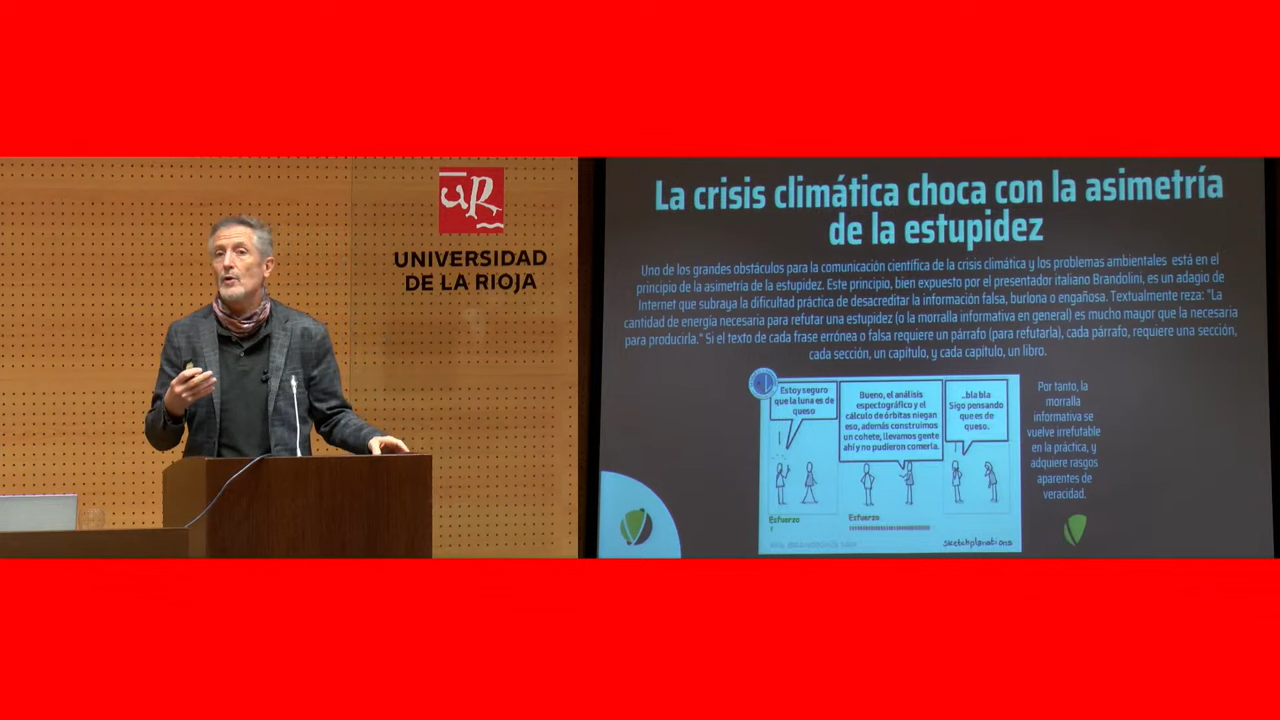 uR
UNIVERSIDAD
DE LA RIOJA
La crisis climática choca con la asimetría
de la estupidez
Uno de los grandes obstáculos para la comunicación científica de la crisis climática y los problemas ambientales está en el
principio de la asimetría de la estupidez. Este principio, bien expuesto por el presentador italiano Brandolini, es un adagio de
Internet que subraya la dificultad práctica de desacreditar la información falsa, burlona o engañosa. Textualmente reza: "La
cantidad de energía necesaria para refutar una estupidez (o la morralla informativa en general) es mucho mayor que la necesaria
para producirla." Si el texto de cada frase errónea o falsa requiere un párrafo (para refutarla), cada párrafo, requiere una sección,
cada sección, un capítulo, y cada capítulo, un libro.
Estoy seguro
que la luna es de
queso
Bueno, el análisis
espectográfico y el
cálculo de órbitas niegan
eso, además construimos
un cohete, llevamos gente
ahí y no pudieron comerla.
..bla bla
Sigo pensando
que es de
queso.
Esfuerzo
Esfuerzo
sketchplanations
Por tanto, la
morralla
informativa se
vuelve irrefutable
en la práctica, y
adquiere rasgos
aparentes de
veracidad.